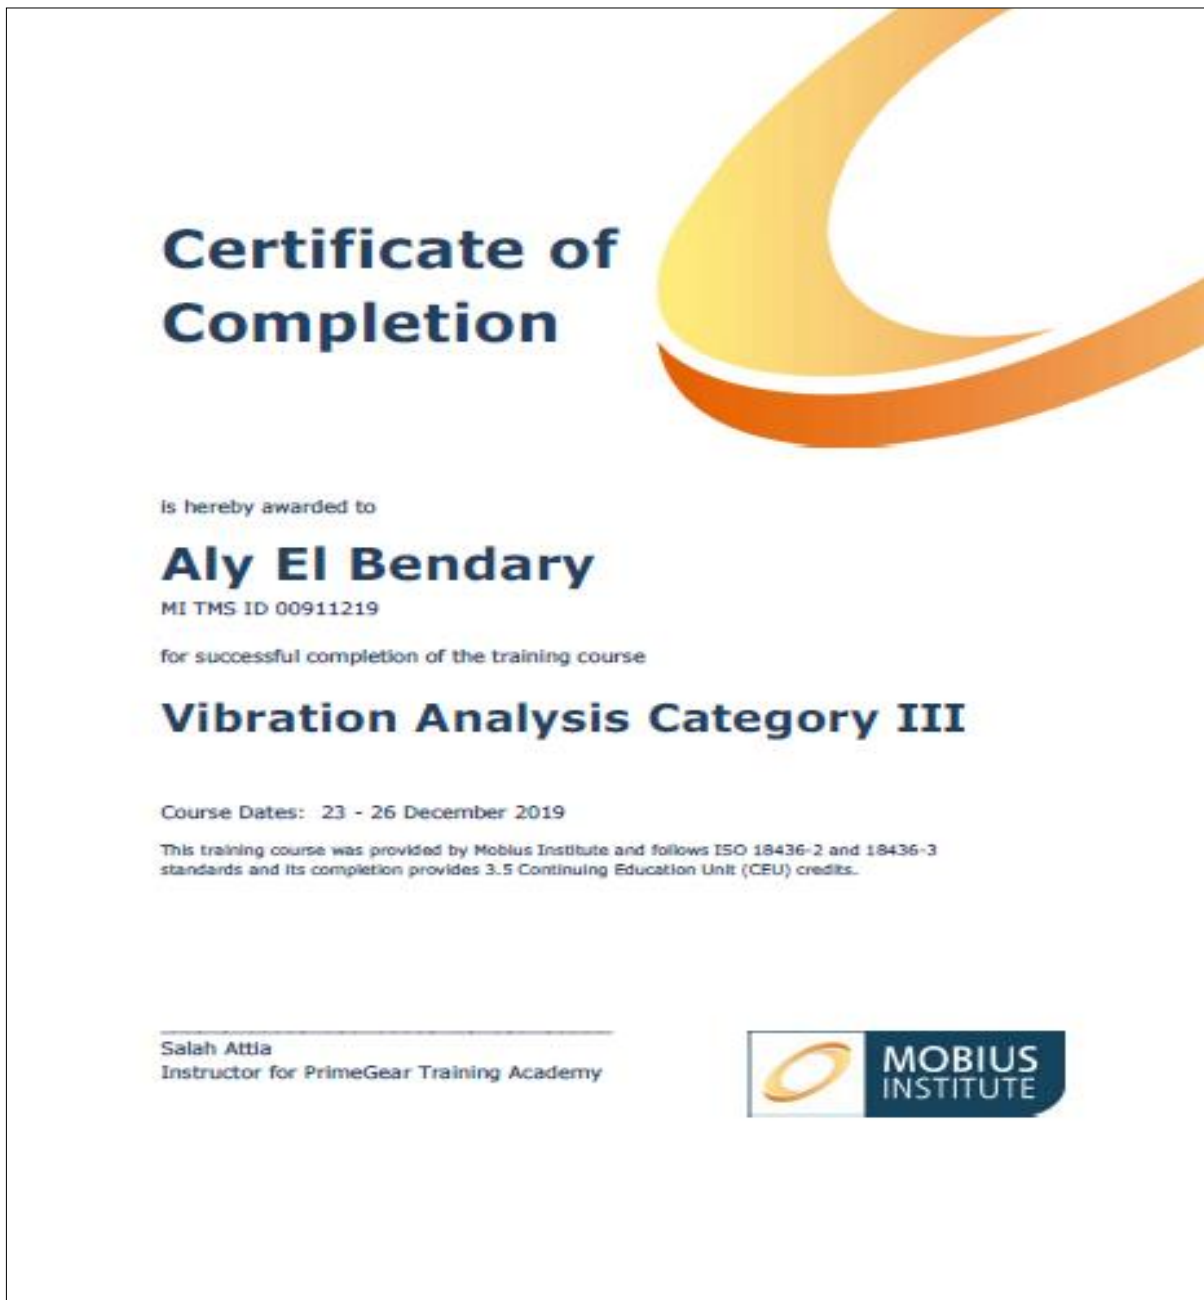 Certificate of
Completion
is hereby awarded to
Aly El Bendary
MI TMS ID 00911219
for successful completion of the training course
Vibration Analysis Category III
Course Dates: 23 - 26 December 2019
This training course was provided by Mobius Institute and follows ISO 18436-2 and 18436-3
standards and its completion provides 3.5 Continuing Education Unit (CEU) credits.
Salah Attia
Instructor for PrimeGear Training Academy
MOBIUS
INSTITUTE